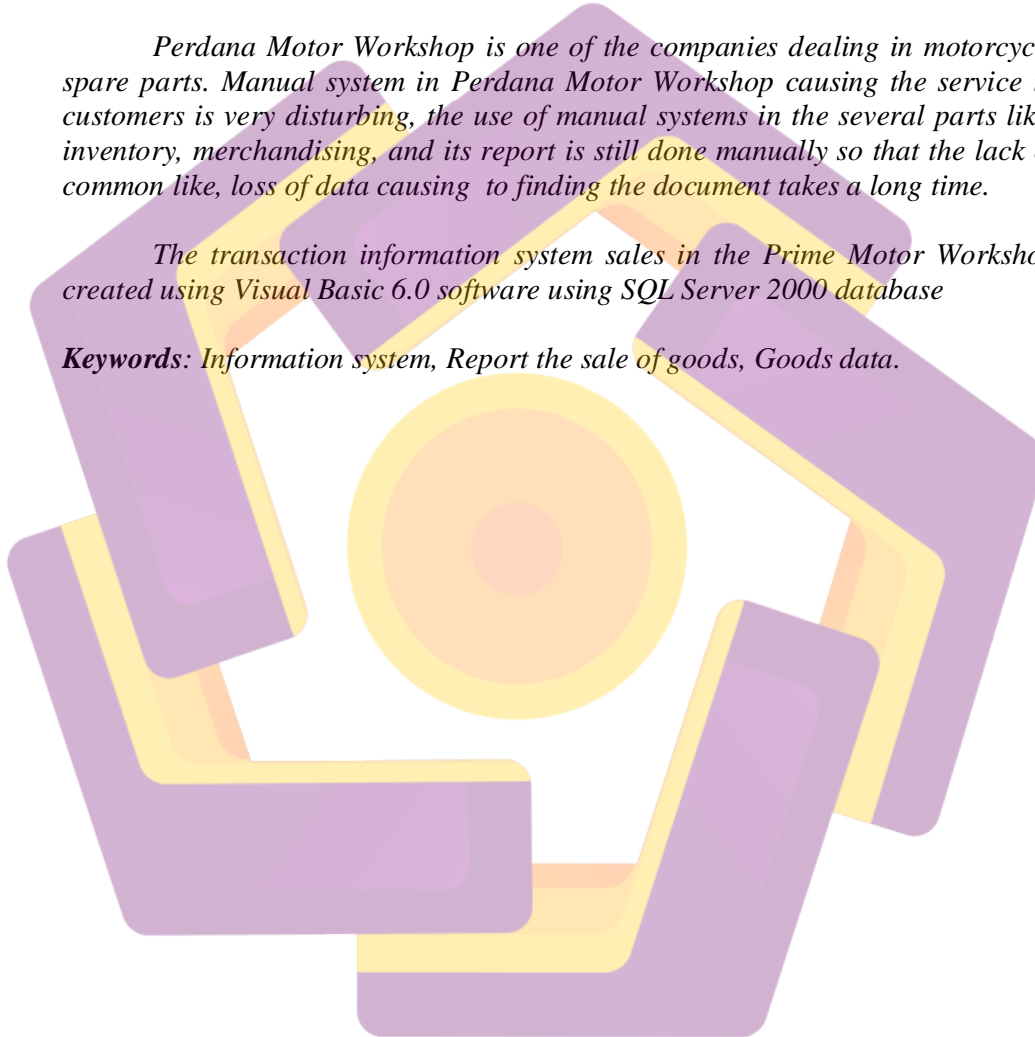 Perdana Motor Workshop is one of the companies dealing in motorcyc
spare parts. Manual system in Perdana Motor Workshop causing the service
customers is very disturbing, the use of manual systems in the several parts lik
inventory, merchandising, and its report is still done manually so that the lack
common like, loss of data causing to finding the document takes a long time.
The transaction information system sales in the Prime Motor Worksho
created using Visual Basic 6.0 software using SQL Server 2000 database
Keywords: Information system, Report the sale of goods, Goods data.